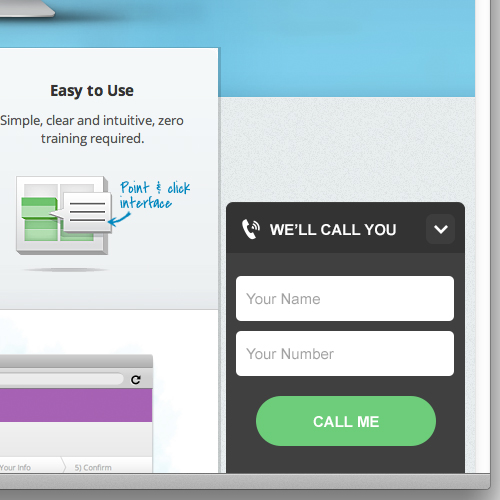 Easy to Use
Simple, clear and intuitive, zero
training required.
Point & click
interface
WE'LL CALL YOU
Your Name
Your Number
CALL ME
Your Info
5) Confirm